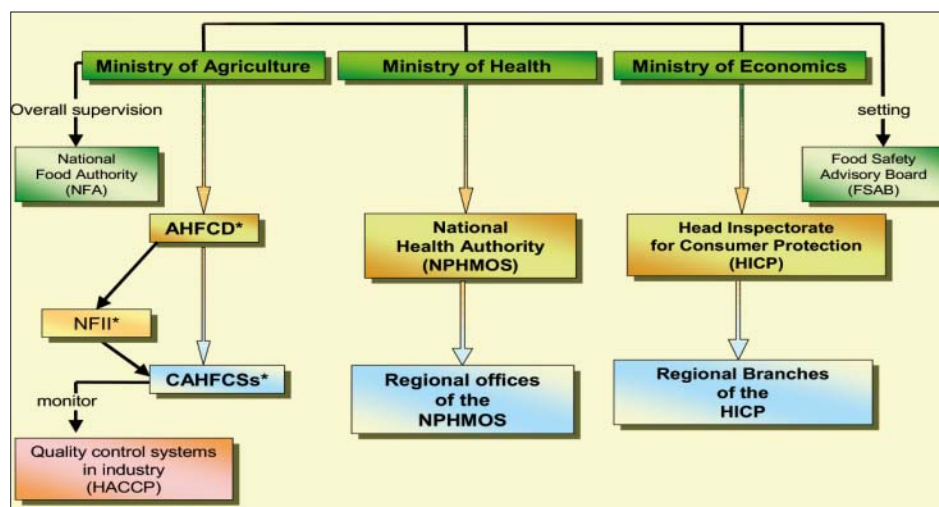 Ministry of Agriculture
Ministry of Health
Ministry of Economics
Overall supervision
setting
National
Food Authority
(NFA)
Food Safety
Advisory Board
(FSAB)
AHFCD*
National
Health Authority
(NPHMOS)
Head Inspectorate
for Consumer Protection
(HICP)
NFII*
CAHFCSs*
Regional offices
of the
NPHMOS
Regional Branches
of the
HICP
monitor
Quality control systems
in industry
(HACCP)